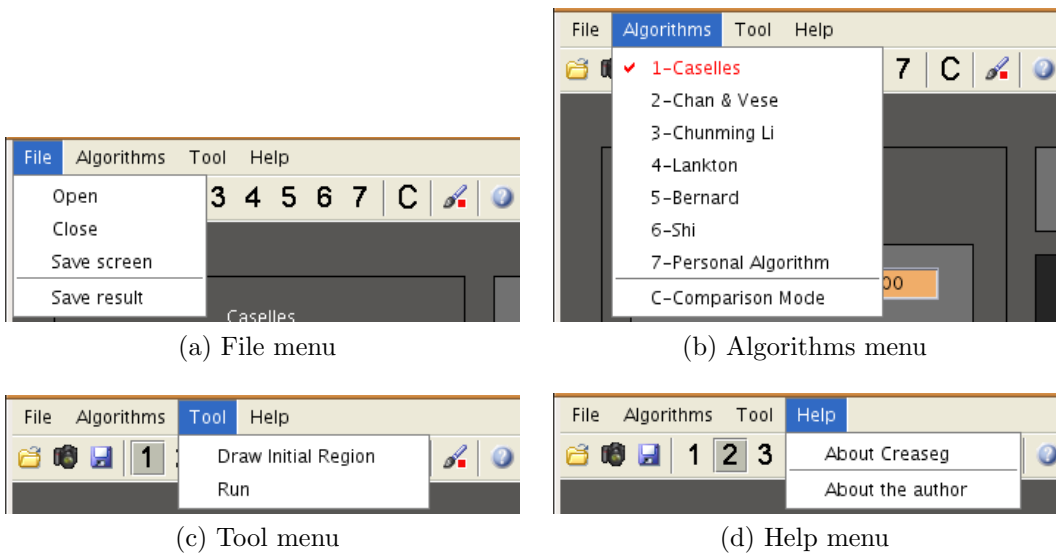 File Algorithms Tool Help
Open
Close
Save screen
Save result
3 4 5 6 7 C
Caselles
(a) File menu
File Algorithms Tool Help
1-Caselles
2-Chan & Vese
3-Chunming Li
4-Lankton
5-Bernard
6-Shi
7-Personal Algorithm
C-Comparison Mode
7 C
00
(b) Algorithms menu
File Algorithms Tool Help
1
Draw Initial Region
Run
(c) Tool menu
File Algorithms Tool Help
1 2 3
About Creaseg
About the author
(d) Help menu